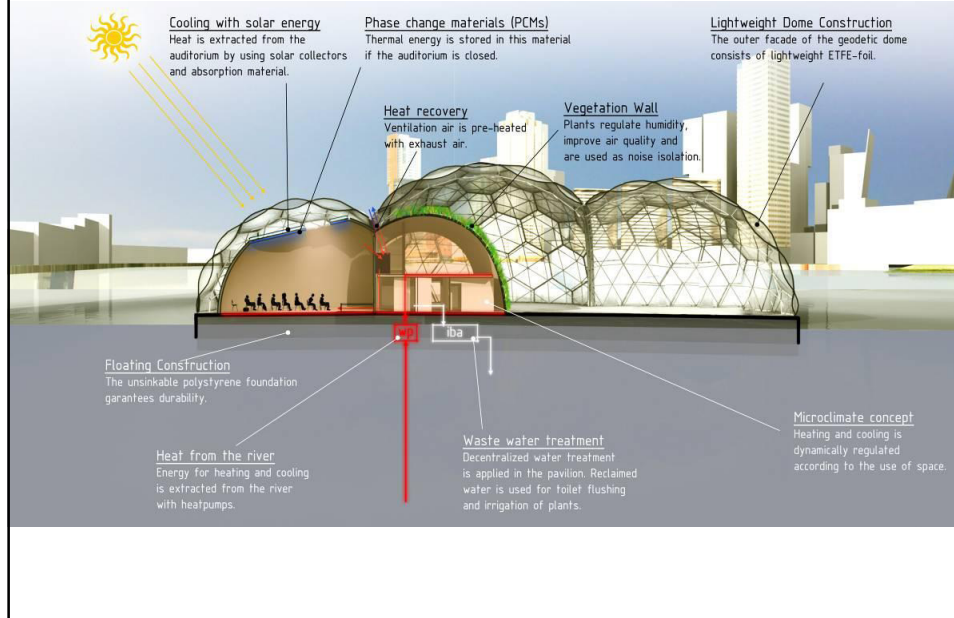 Cooling with solar energy
Heat is extracted from the
auditorium by using solar collectors
and absorption material.
Phase change materials (PCMs)
Thermal energy is stored in this material
if the auditorium is closed.
Lightweight Dome Construction
The outer facade of the geodetic dome
consists of lightweight ETFE-foil.
Heat recovery
Ventilation air is pre-heated
with exhaust air.
Vegetation Wall
Plants regulate humidity,
improve air quality and
are used as noise isolation.
wp
iba
Floating Construction
The unsinkable polystyrene foundation
garantees durability.
Heat from the river
Energy for heating and cooling
is extracted from the river
with heatpumps.
Waste water treatment
Decentralized water treatment
is applied in the pavilion. Reclaimed
water is used for toilet flushing
and irrigation of plants.
Microclimate concept
Heating and cooling is
dynamically regulated
according to the use of space.